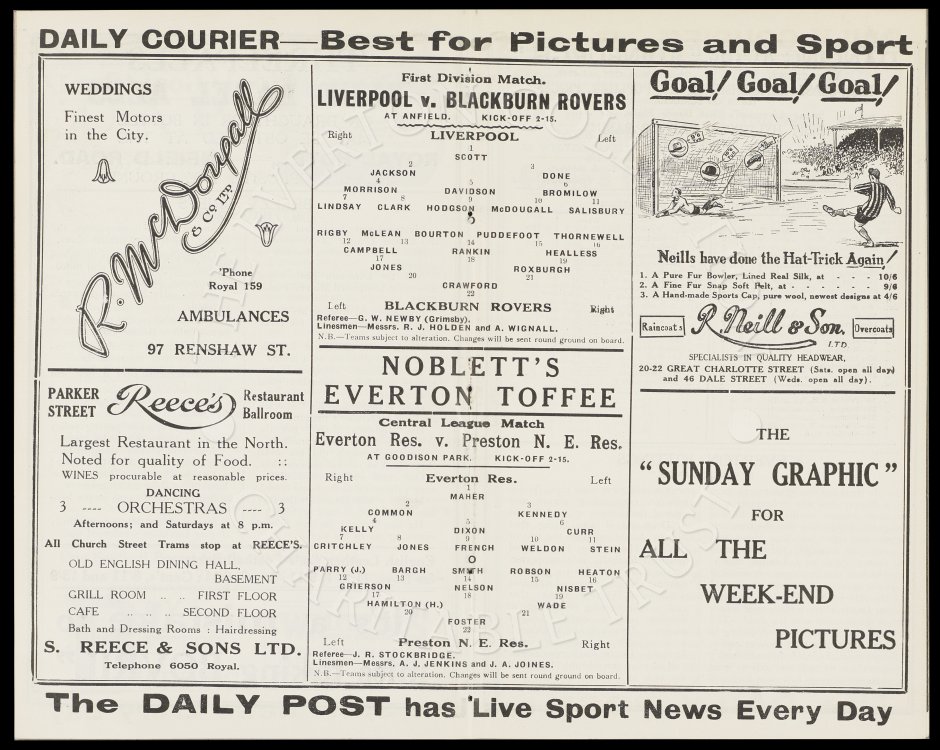 DAILY COURIER—Best for Pictures and Sport
WEDDINGS
Finest Motors
in the City.
R. McDougall
& Co. LTD
'Phone
Royal 159
AMBULANCES
97 RENSHAW ST.
PARKER STREET Reece's Restaurant Ballroom
Largest Restaurant in the North.
Noted for quality of Food. ::
WINES procurable at reasonable prices.
DANCING
3 ---- ORCHESTRAS ---- 3
Afternoons; and Saturdays at 8 p.m.
All Church Street Trams stop at REECE'S.
OLD ENGLISH DINING HALL,
BASEMENT
GRILL ROOM .. .. FIRST FLOOR
CAFE .. .. .. SECOND FLOOR
Bath and Dressing Rooms : Hairdressing
S. REECE & SONS LTD.
Telephone 6050 Royal.
First Division Match.
LIVERPOOL v. BLACKBURN ROVERS
AT ANFIELD. KICK-OFF 2-15.
Right LIVERPOOL Left
1
SCOTT
2 3
JACKSON DONE
4 5 6
MORRISON DAVIDSON BROMILOW
7 8 9 10 11
LINDSAY CLARK HODGSON McDOUGALL SALISBURY
O
RIGBY McLEAN BOURTON PUDDEFOOT THORNEWELL
12 13 14 15 16
CAMPBELL RANKIN HEALLESS
17 18 19
JONES ROXBURGH
20 21
CRAWFORD
22
Left BLACKBURN ROVERS Right
Referee—G. W. NEWBY (Grimsby).
Linesmen—Messrs. R. J. HOLDEN and A. WIGNALL.
N.B.—Teams subject to alteration. Changes will be sent round ground on board.
NOBLETT'S
EVERTON TOFFEE
Central League Match
Everton Res. v. Preston N. E. Res.
AT GOODISON PARK. KICK-OFF 2-15.
Right Everton Res. Left
1
MAHER
2 3
COMMON KENNEDY
4 5 6
KELLY DIXON CURR
7 8 9 10 11
CRITCHLEY JONES FRENCH WELDON STEIN
O
PARRY (J.) BARGH SMITH ROBSON HEATON
12 13 14 15 16
GRIERSON NELSON NISBET
17 18 19
HAMILTON (H.) WADE
20 21
FOSTER
22
Left Preston N. E. Res. Right
Referee—J. R. STOCKBRIDGE.
Linesmen—Messrs. A. J. JENKINS and J. A. JOINES.
N.B.—Teams subject to alteration. Changes will be sent round ground on board.
Goal! Goal! Goal!
Neills have done the Hat-Trick Again!
1. A Pure Fur Bowler, Lined Real Silk, at - - - 10/6
2. A Fine Fur Snap Soft Felt, at - - - - - - 9/6
3. A Hand-made Sports Cap, pure wool, newest designs at 4/6
Raincoats R. Neill & Son. LTD. Overcoats
SPECIALISTS IN QUALITY HEADWEAR,
20-22 GREAT CHARLOTTE STREET (Sats. open all day)
and 46 DALE STREET (Weds. open all day).
THE
"SUNDAY GRAPHIC"
FOR
ALL THE
WEEK-END
PICTURES
The DAILY POST has Live Sport News Every Day
THE EVERTON COLLECTION
CHARITABLE TRUST